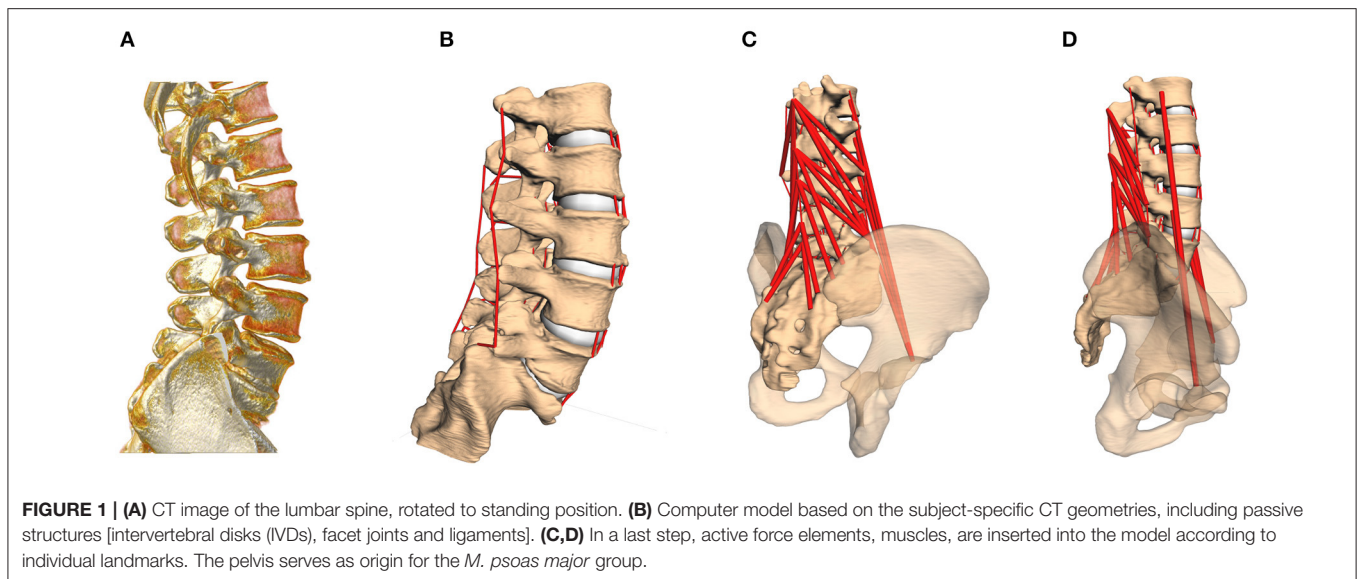 A B C D
FIGURE 1 | (A) CT image of the lumbar spine, rotated to standing position. (B) Computer model based on the subject-specific CT geometries, including passive
structures [intervertebral disks (IVDs), facet joints and ligaments]. (C,D) In a last step, active force elements, muscles, are inserted into the model according to
individual landmarks. The pelvis serves as origin for the M. psoas major group.